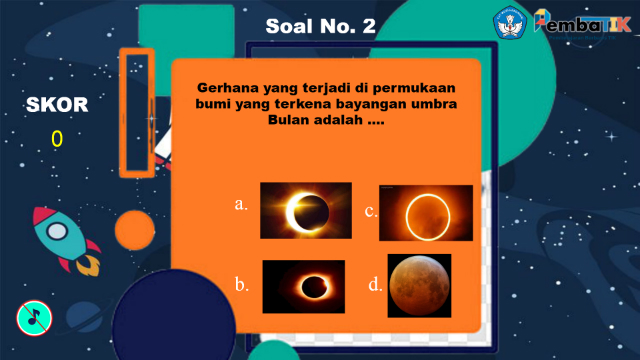 Soal No. 2
PembaTIK
SKOR
0
Gerhana yang terjadi di permukaan
bumi yang terkena bayangan umbra
Bulan adalah ....
a.
c.
b.
d.